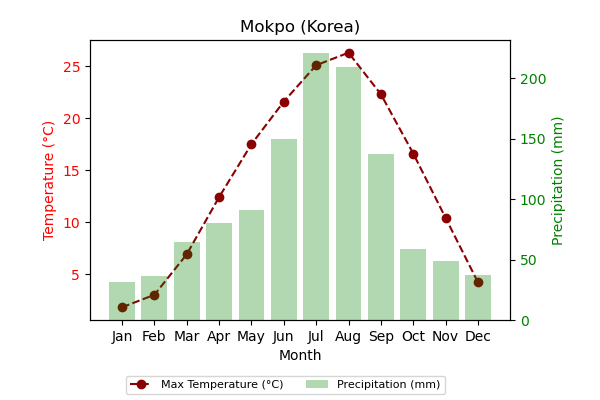 Mokpo (Korea)
Temperature (°C)
25
20
15
10
5
200
150
100
50
0
Precipitation (mm)
Jan Feb Mar Apr May Jun Jul Aug Sep Oct Nov Dec
Month
Max Temperature (°C) Precipitation (mm)